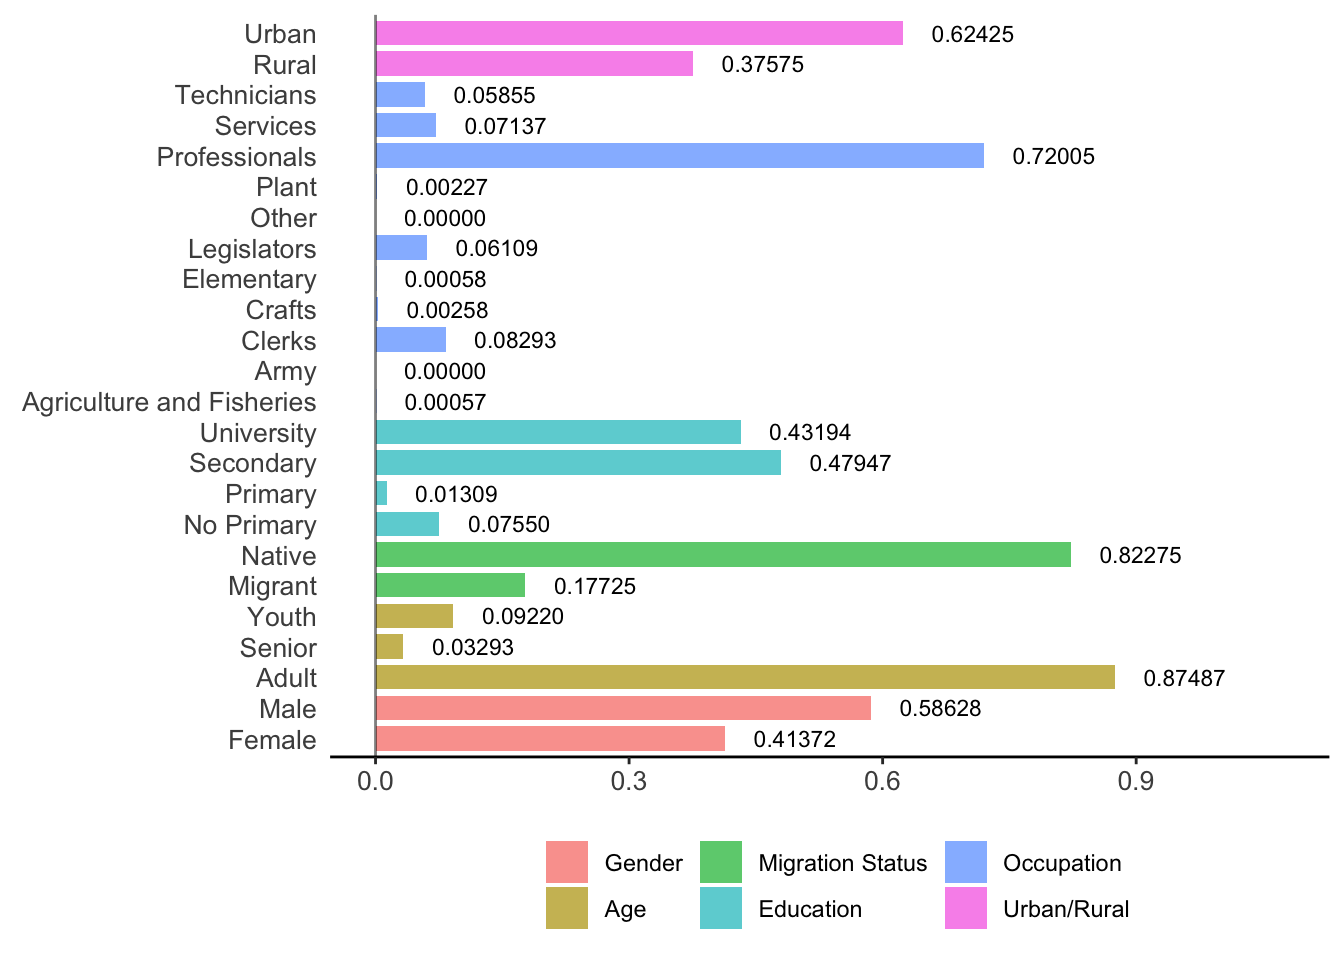 Urban 0.62425
Rural 0.37575
Technicians 0.05855
Services 0.07137
Professionals 0.72005
Plant 0.00227
Other 0.00000
Legislators 0.06109
Elementary 0.00058
Crafts 0.00258
Clerks 0.08293
Army 0.00000
Agriculture and Fisheries 0.00057
University 0.43194
Secondary 0.47947
Primary 0.01309
No Primary 0.07550
Native 0.82275
Migrant 0.17725
Youth 0.09220
Senior 0.03293
Adult 0.87487
Male 0.58628
Female 0.41372
0.0 0.3 0.6 0.9
Gender Migration Status Occupation
Age Education Urban/Rural